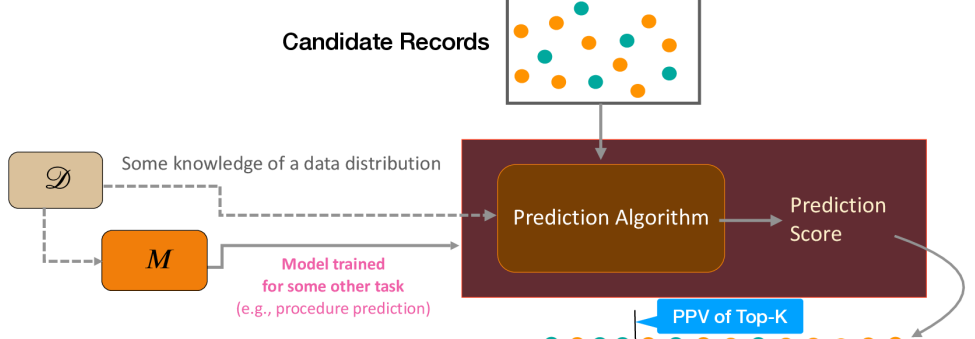 Candidate Records
Some knowledge of a data distribution
𝒟
Prediction Algorithm
Prediction
Score
M
Model trained
for some other task
(e.g., procedure prediction)
PPV of Top-K